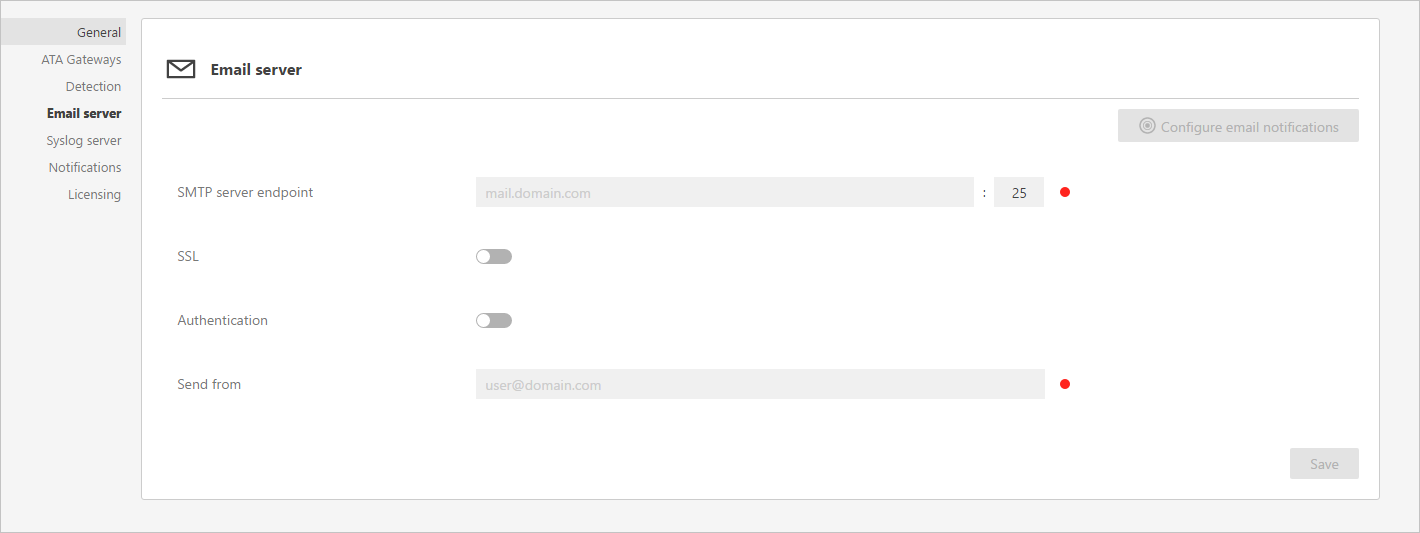 General
ATA Gateways
Detection
Email server
Syslog server
Notifications
Licensing
Email server
Configure email notifications
SMTP server endpoint mail.domain.com : 25
SSL
Authentication
Send from user@domain.com
Save